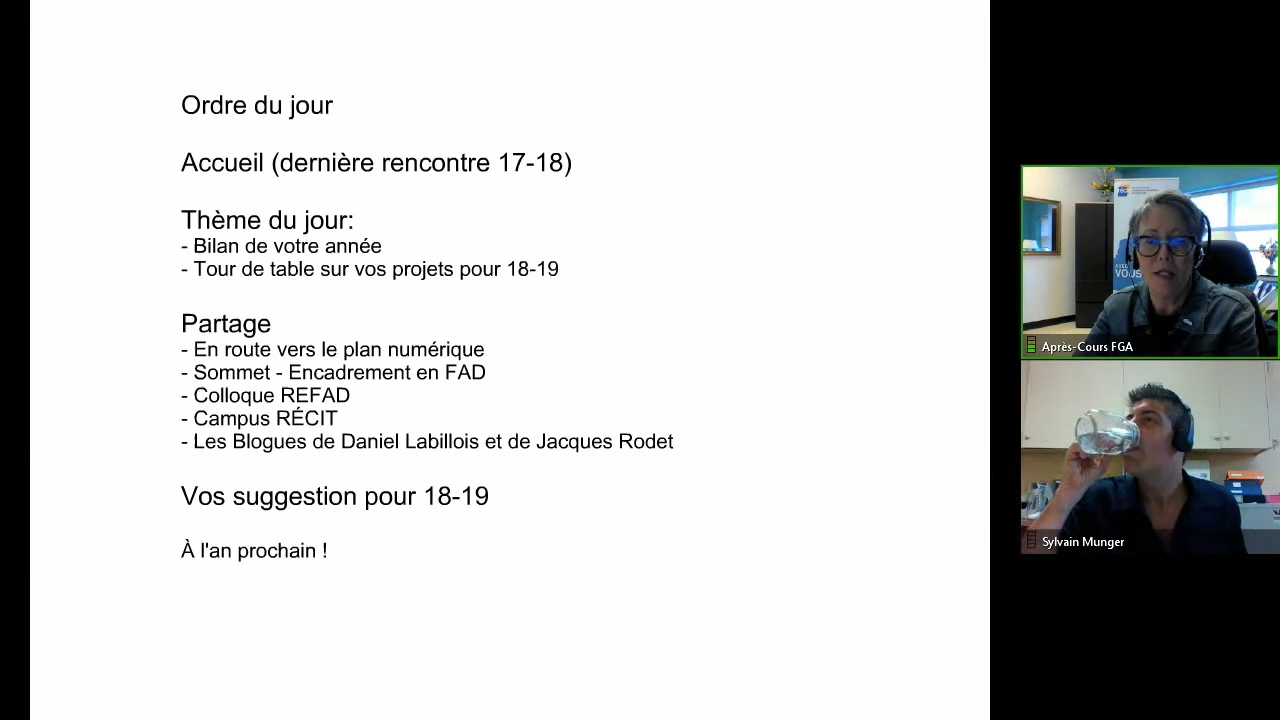 Ordre du jour
Accueil (dernière rencontre 17-18)
Thème du jour:
- Bilan de votre année
- Tour de table sur vos projets pour 18-19
Partage
- En route vers le plan numérique
- Sommet - Encadrement en FAD
- Colloque REFAD
- Campus RÉCIT
- Les Blogues de Daniel Labillois et de Jacques Rodet
Vos suggestion pour 18-19
À l'an prochain !
VOUS
Après-Cours FGA
Sylvain Munger